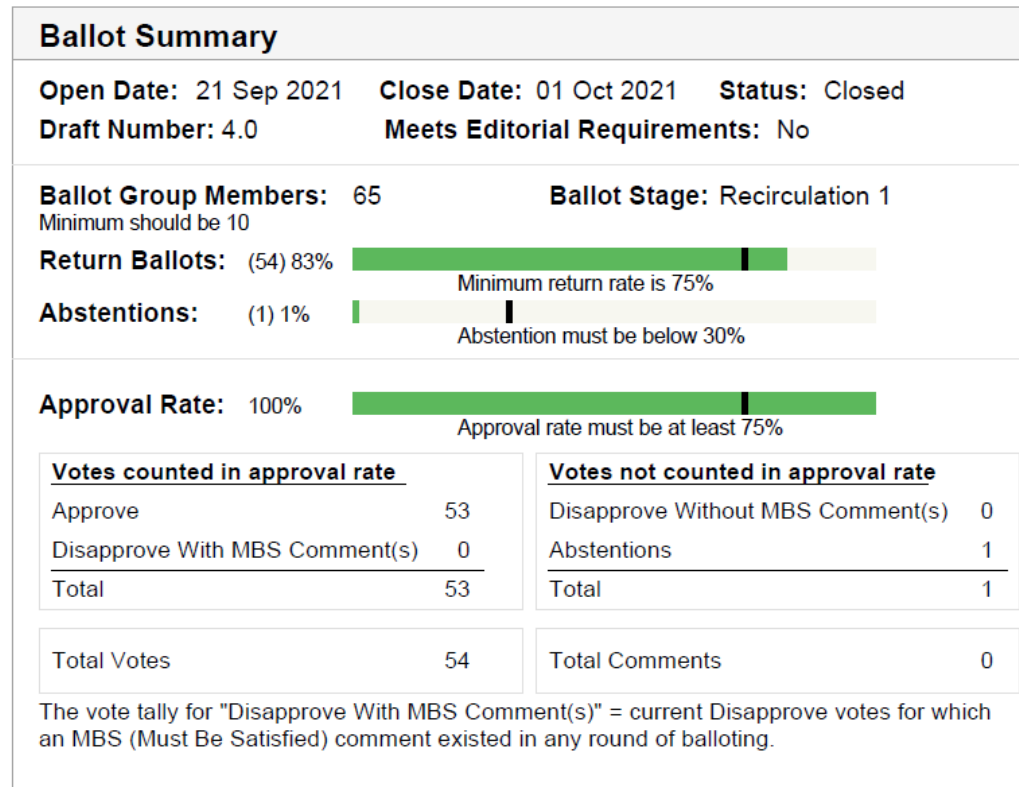 Ballot Summary
Open Date: 21 Sep 2021 Close Date: 01 Oct 2021 Status: Closed
Draft Number: 4.0 Meets Editorial Requirements: No
Ballot Group Members: 65 Ballot Stage: Recirculation 1
Minimum should be 10
Return Ballots: (54) 83%
Minimum return rate is 75%
Abstentions: (1) 1%
Abstention must be below 30%
Approval Rate: 100%
Approval rate must be at least 75%
Votes counted in approval rate
Approve 53
Disapprove With MBS Comment(s) 0
Total 53
Votes not counted in approval rate
Disapprove Without MBS Comment(s) 0
Abstentions 1
Total 1
Total Votes 54
Total Comments 0
The vote tally for "Disapprove With MBS Comment(s)" = current Disapprove votes for which
an MBS (Must Be Satisfied) comment existed in any round of balloting.